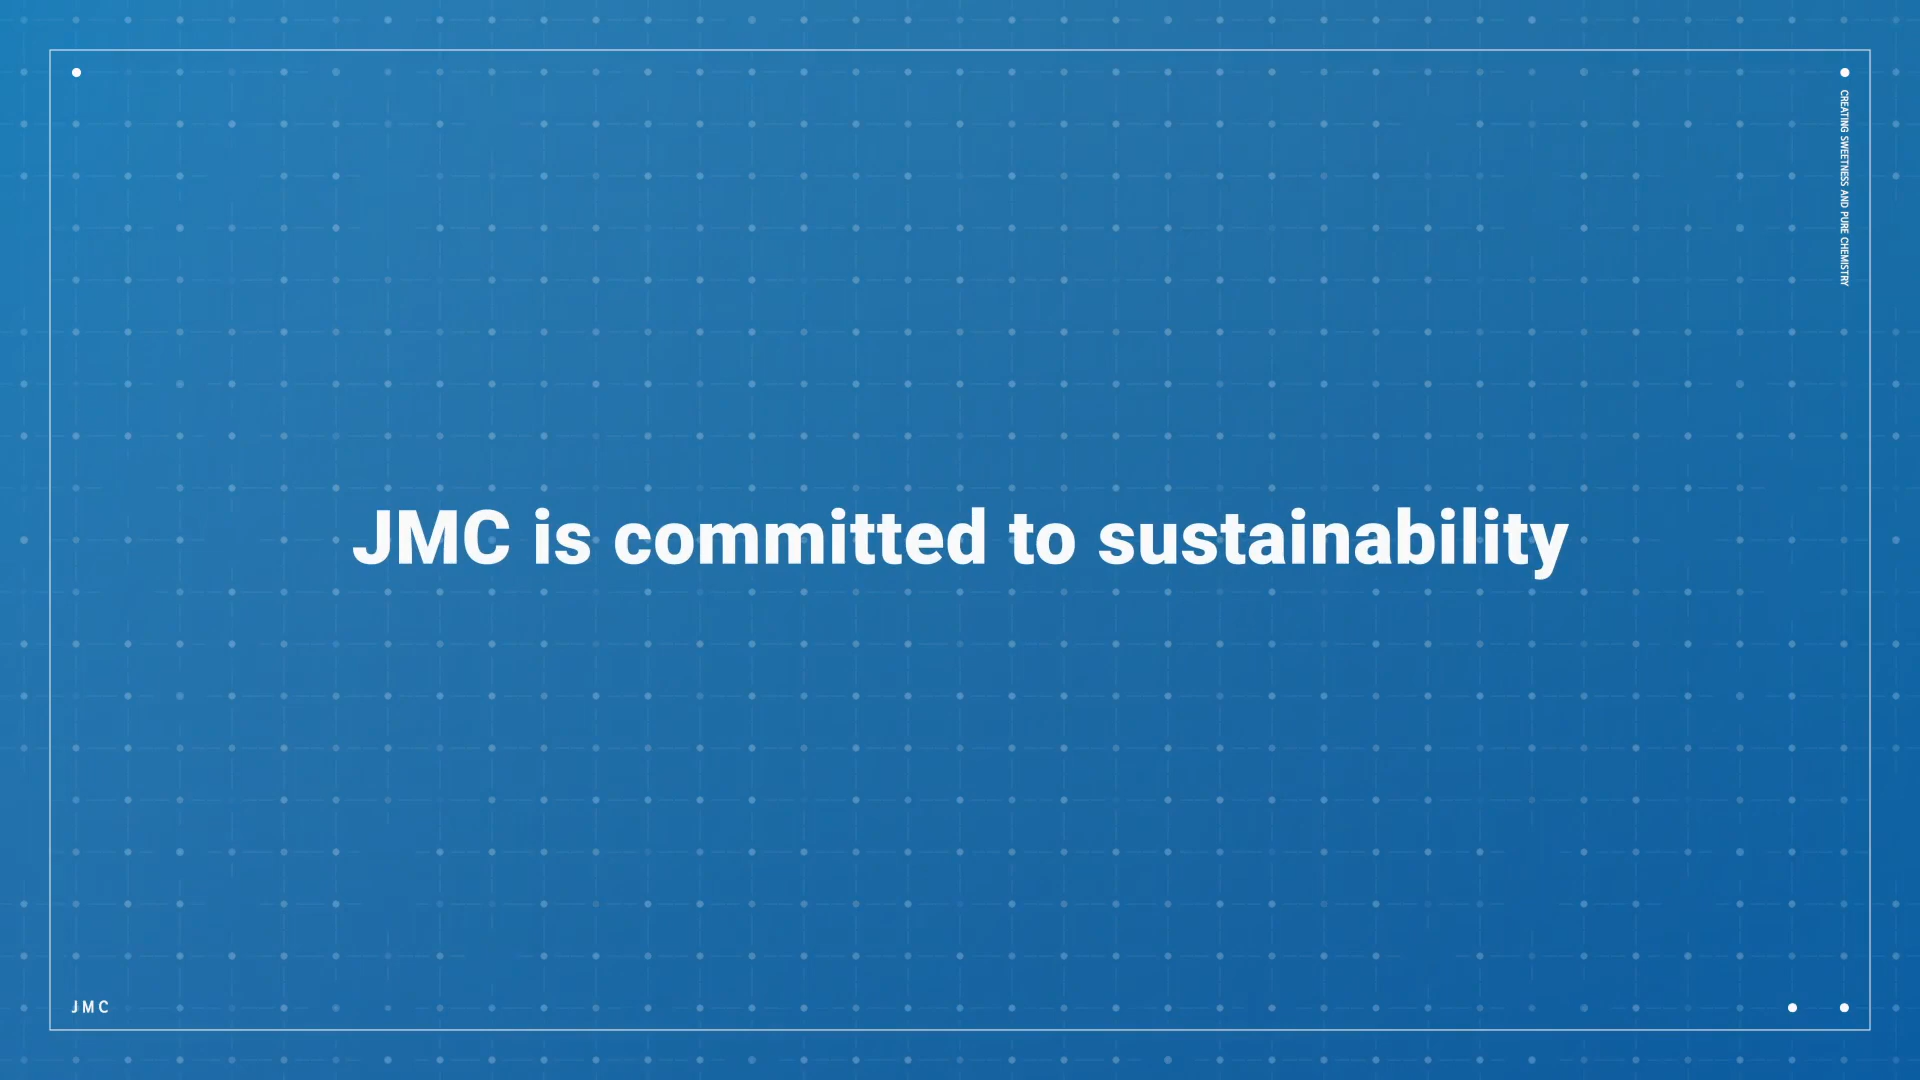 CREATING SWEETNESS AND PURE CHEMISTRY
JMC is committed to sustainability
JMC